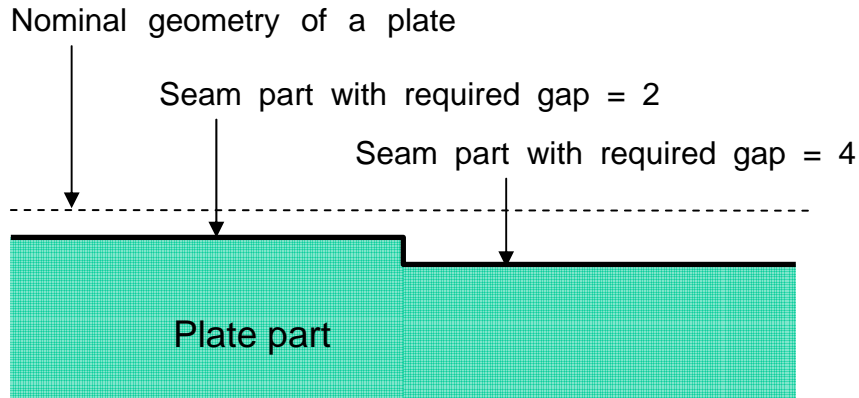 Nominal geometry of a plate
Seam part with required gap = 2
Seam part with required gap = 4
Plate part